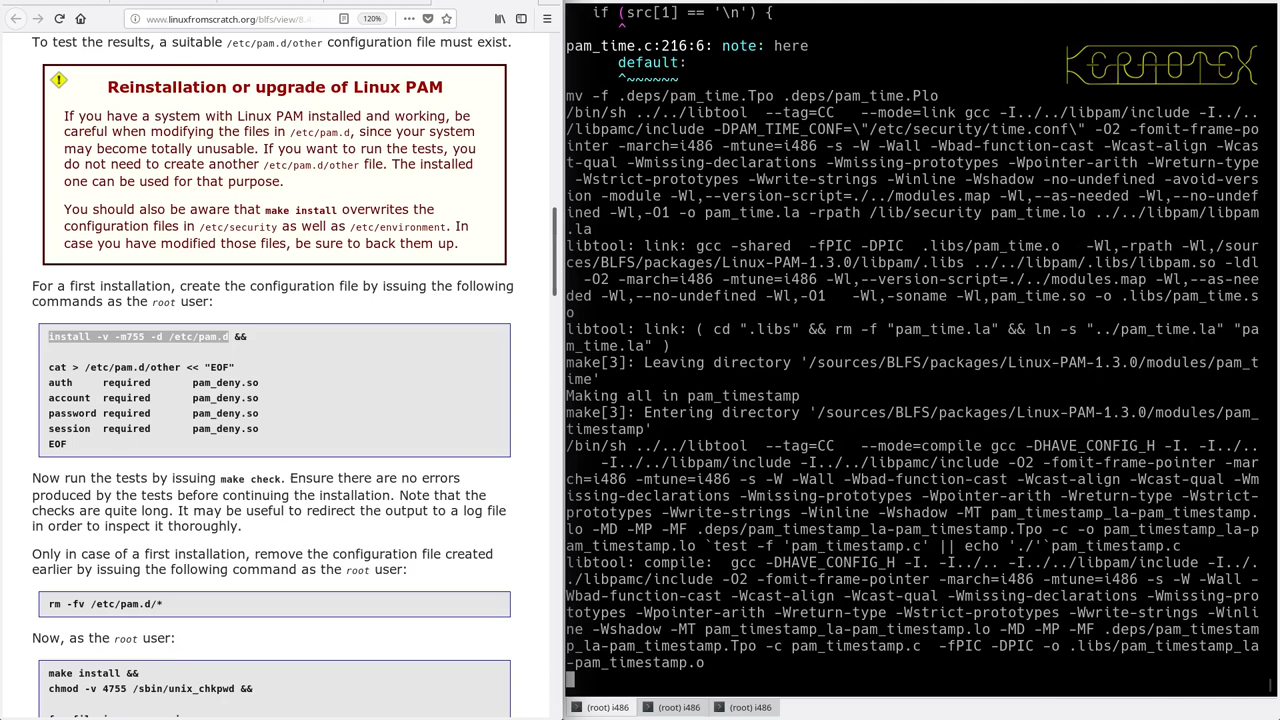 www.linuxfromscratch.org/blfs/view/8.
120%
To test the results, a suitable /etc/pam.d/other configuration file must exist.
Reinstallation or upgrade of Linux PAM
If you have a system with Linux PAM installed and working, be
careful when modifying the files in /etc/pam.d, since your system
may become totally unusable. If you want to run the tests, you
do not need to create another /etc/pam.d/other file. The installed
one can be used for that purpose.
You should also be aware that make install overwrites the
configuration files in /etc/security as well as /etc/environment. In
case you have modified those files, be sure to back them up.
For a first installation, create the configuration file by issuing the following
commands as the root user:
install -v -m755 -d /etc/pam.d &&
cat > /etc/pam.d/other << "EOF"
auth     required       pam_deny.so
account  required       pam_deny.so
password required       pam_deny.so
session  required       pam_deny.so
EOF
Now run the tests by issuing make check. Ensure there are no errors
produced by the tests before continuing the installation. Note that the
checks are quite long. It may be useful to redirect the output to a log file
in order to inspect it thoroughly.
Only in case of a first installation, remove the configuration file created
earlier by issuing the following command as the root user:
rm -fv /etc/pam.d/*
Now, as the root user:
make install &&
chmod -v 4755 /sbin/unix_chkpwd &&
if (src[1] == '\n') {
^
pam_time.c:216:6: note: here
default:
^~~~~~~
KERAOTEX
mv -f .deps/pam_time.Tpo .deps/pam_time.Plo
/bin/sh ../../libtool  --tag=CC   --mode=link gcc -I../../libpam/include -I../..
/libpamc/include -DPAM_TIME_CONF=\"/etc/security/time.conf\" -O2 -fomit-frame-po
inter -march=i486 -mtune=i486 -s -W -Wall -Wbad-function-cast -Wcast-align -Wcas
t-qual -Wmissing-declarations -Wmissing-prototypes -Wpointer-arith -Wreturn-type
-Wstrict-prototypes -Wwrite-strings -Winline -Wshadow -no-undefined -avoid-vers
ion -module -Wl,--version-script=./../modules.map -Wl,--as-needed -Wl,--no-undef
ined -Wl,-O1 -o pam_time.la -rpath /lib/security pam_time.lo ../../libpam/libpam
.la
libtool: link: gcc -shared  -fPIC -DPIC  .libs/pam_time.o   -Wl,-rpath -Wl,/sour
ces/BLFS/packages/Linux-PAM-1.3.0/libpam/.libs ../../libpam/.libs/libpam.so -ldl
-O2 -march=i486 -mtune=i486 -Wl,--version-script=./../modules.map -Wl,--as-nee
ded -Wl,--no-undefined -Wl,-O1   -Wl,-soname -Wl,pam_time.so -o .libs/pam_time.s
o
libtool: link: ( cd ".libs" && rm -f "pam_time.la" && ln -s "../pam_time.la" "pa
m_time.la" )
make[3]: Leaving directory '/sources/BLFS/packages/Linux-PAM-1.3.0/modules/pam_t
ime'
Making all in pam_timestamp
make[3]: Entering directory '/sources/BLFS/packages/Linux-PAM-1.3.0/modules/pam_
timestamp'
/bin/sh ../../libtool  --tag=CC   --mode=compile gcc -DHAVE_CONFIG_H -I. -I../..
-I../../libpam/include -I../../libpamc/include -O2 -fomit-frame-pointer -mar
ch=i486 -mtune=i486 -s -W -Wall -Wbad-function-cast -Wcast-align -Wcast-qual -Wm
issing-declarations -Wmissing-prototypes -Wpointer-arith -Wreturn-type -Wstrict-
prototypes -Wwrite-strings -Winline -Wshadow -MT pam_timestamp_la-pam_timestamp.
lo -MD -MP -MF .deps/pam_timestamp_la-pam_timestamp.Tpo -c -o pam_timestamp_la-p
am_timestamp.lo `test -f 'pam_timestamp.c' || echo './'`pam_timestamp.c
libtool: compile:  gcc -DHAVE_CONFIG_H -I. -I../.. -I../../libpam/include -I../.
./libpamc/include -O2 -fomit-frame-pointer -march=i486 -mtune=i486 -s -W -Wall -
Wbad-function-cast -Wcast-align -Wcast-qual -Wmissing-declarations -Wmissing-pro
totypes -Wpointer-arith -Wreturn-type -Wstrict-prototypes -Wwrite-strings -Winli
ne -Wshadow -MT pam_timestamp_la-pam_timestamp.lo -MD -MP -MF .deps/pam_timestam
p_la-pam_timestamp.Tpo -c pam_timestamp.c  -fPIC -DPIC -o .libs/pam_timestamp_la
-pam_timestamp.o
(root) i486
(root) i486
(root) i486